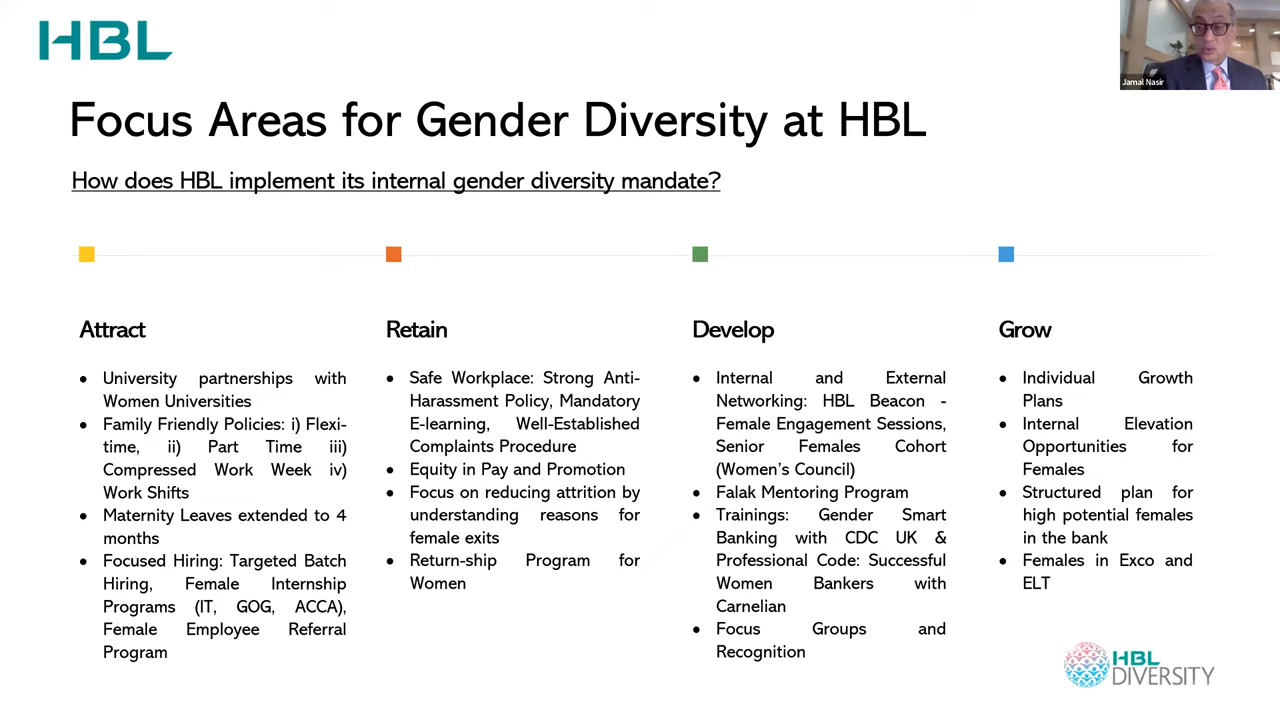 HBL
Jamal Nasir
Focus Areas for Gender Diversity at HBL
How does HBL implement its internal gender diversity mandate?
Attract
• University partnerships with
Women Universities
• Family Friendly Policies: i) Flexi-
time, ii) Part Time iii)
Compressed Work Week iv)
Work Shifts
• Maternity Leaves extended to 4
months
• Focused Hiring: Targeted Batch
Hiring, Female Internship
Programs (IT, GOG, ACCA),
Female Employee Referral
Program
Retain
• Safe Workplace: Strong Anti-
Harassment Policy, Mandatory
E-learning, Well-Established
Complaints Procedure
• Equity in Pay and Promotion
• Focus on reducing attrition by
understanding reasons for
female exits
• Return-ship Program for
Women
Develop
• Internal and External
Networking: HBL Beacon -
Female Engagement Sessions,
Senior Females Cohort
(Women's Council)
• Falak Mentoring Program
• Trainings: Gender Smart
Banking with CDC UK &
Professional Code: Successful
Women Bankers with
Carnelian
• Focus Groups and
Recognition
Grow
• Individual Growth
Plans
• Internal Elevation
Opportunities for
Females
• Structured plan for
high potential females
in the bank
• Females in Exco and
ELT
HBL
DIVERSITY